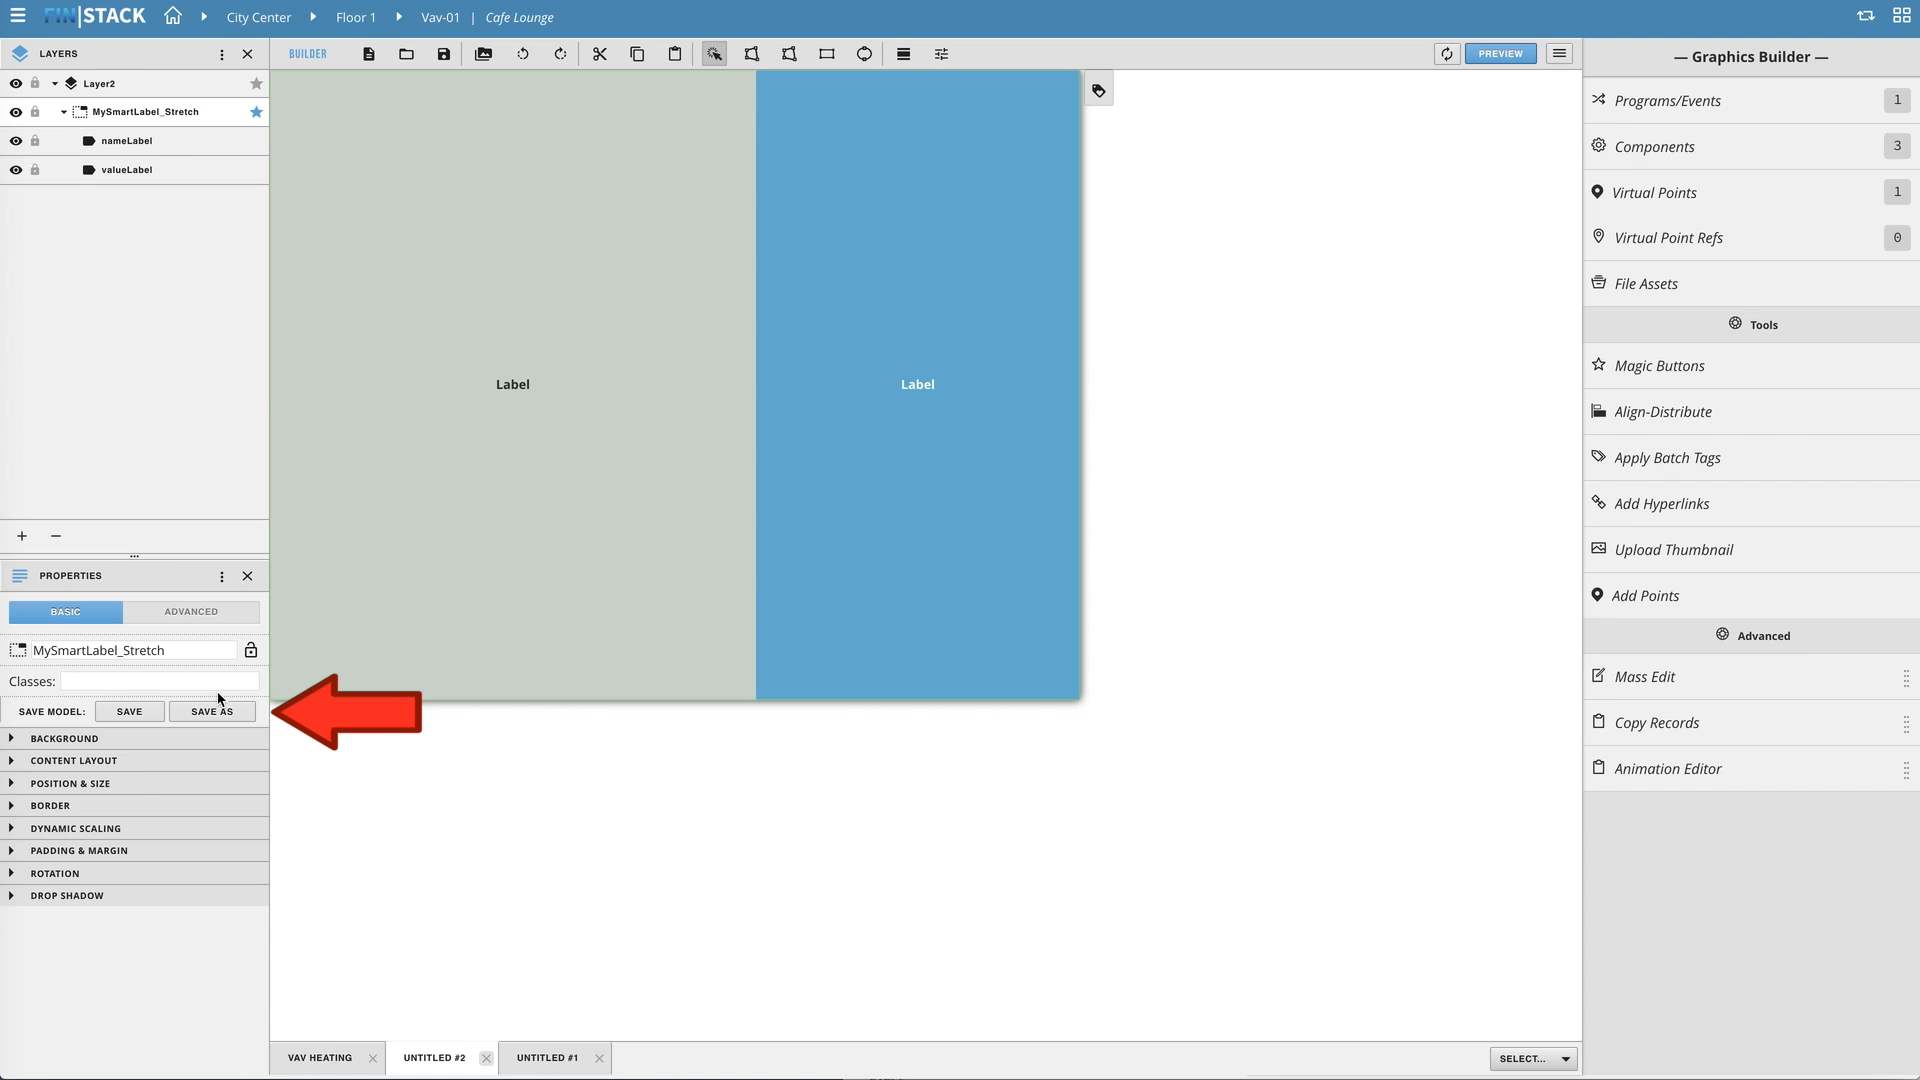 FIN|STACK City Center Floor 1 Vav-01 | Cafe Lounge
LAYERS
Layer2
MySmartLabel_Stretch
nameLabel
valueLabel
PROPERTIES
BASIC ADVANCED
MySmartLabel_Stretch
Classes:
SAVE MODEL: SAVE SAVE AS
BACKGROUND
CONTENT LAYOUT
POSITION & SIZE
BORDER
DYNAMIC SCALING
PADDING & MARGIN
ROTATION
DROP SHADOW
BUILDER PREVIEW
Label Label
VAV HEATING UNTITLED #2 UNTITLED #1 SELECT...
— Graphics Builder —
Programs/Events 1
Components 3
Virtual Points 1
Virtual Point Refs 0
File Assets
Tools
Magic Buttons
Align-Distribute
Apply Batch Tags
Add Hyperlinks
Upload Thumbnail
Add Points
Advanced
Mass Edit
Copy Records
Animation Editor